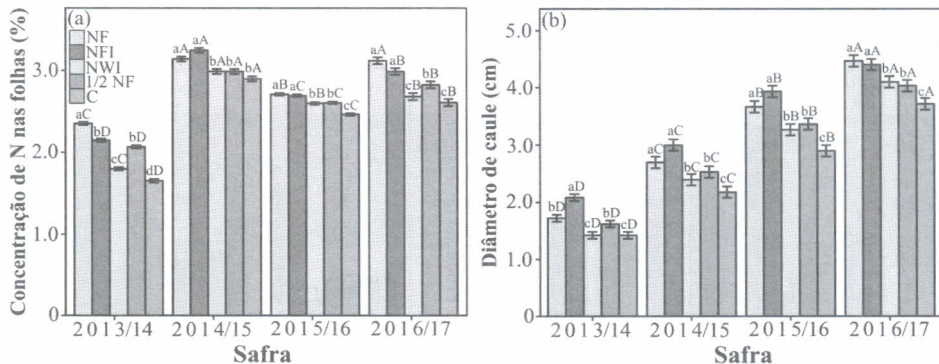 (a)
Concentração de N nas folhas (%)
3.0
2.0
1.0
0
NF
NFI
NWI
1/2 NF
C
aC bD cC bD dD
aA aA bA bA bA
aB aC bB bB cC
aA aB cB bB cB
2013/14 2014/15 2015/16 2016/17
Safra
(b)
Diâmetro de caule (cm)
5.0
4.0
3.0
2.0
1.0
0
bD aD cD bD cD
aC aC bC bC cC
aB aB bB bB cB
aA aA bA bA cA
2013/14 2014/15 2015/16 2016/17
Safra